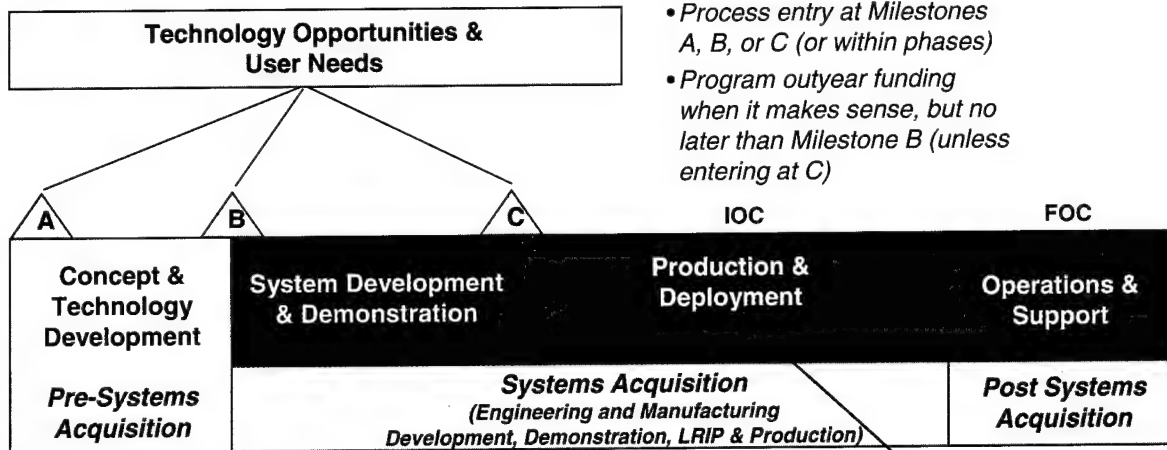 Technology Opportunities &
User Needs
• Process entry at Milestones
A, B, or C (or within phases)
• Program outyear funding
when it makes sense, but no
later than Milestone B (unless
entering at C)
A
B
C
IOC
FOC
Concept &
Technology
Development
System Development
& Demonstration
Production &
Deployment
Operations &
Support
Pre-Systems
Acquisition
Systems Acquisition
(Engineering and Manufacturing
Development, Demonstration, LRIP & Production)
Post Systems
Acquisition